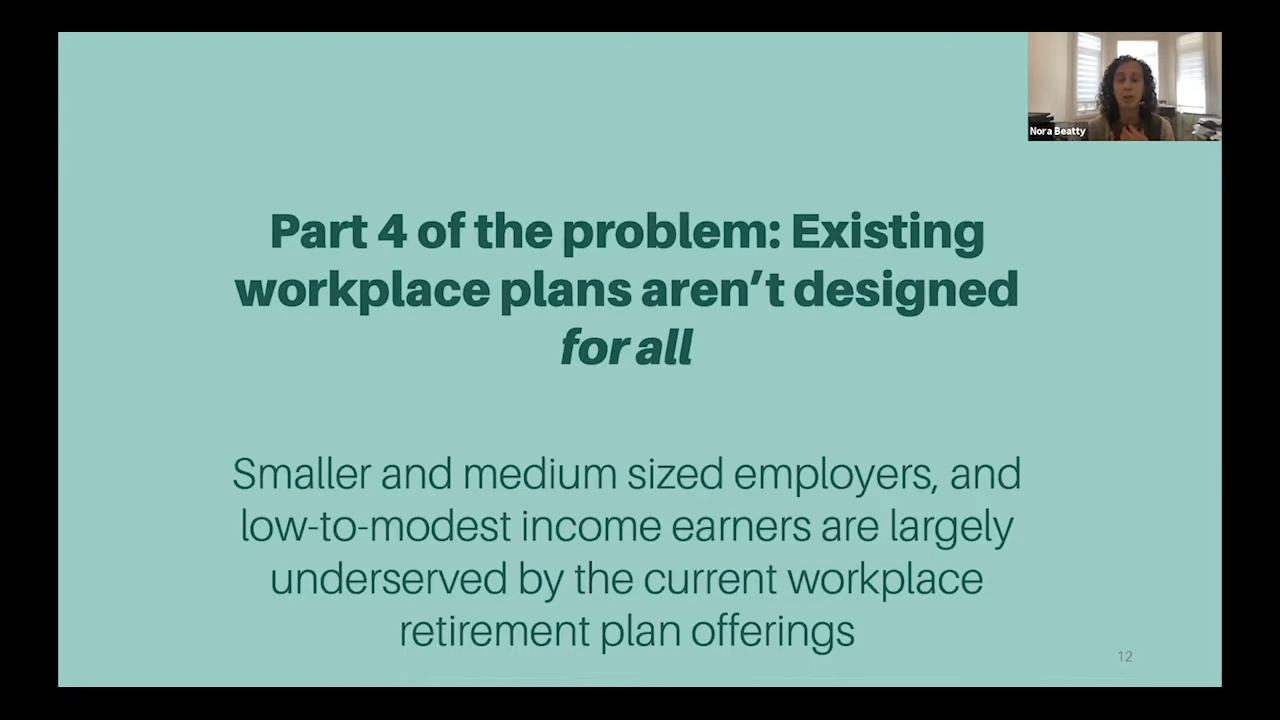 Nora Beatty
Part 4 of the problem: Existing
workplace plans aren’t designed
for all
Smaller and medium sized employers, and
low-to-modest income earners are largely
underserved by the current workplace
retirement plan offerings
12